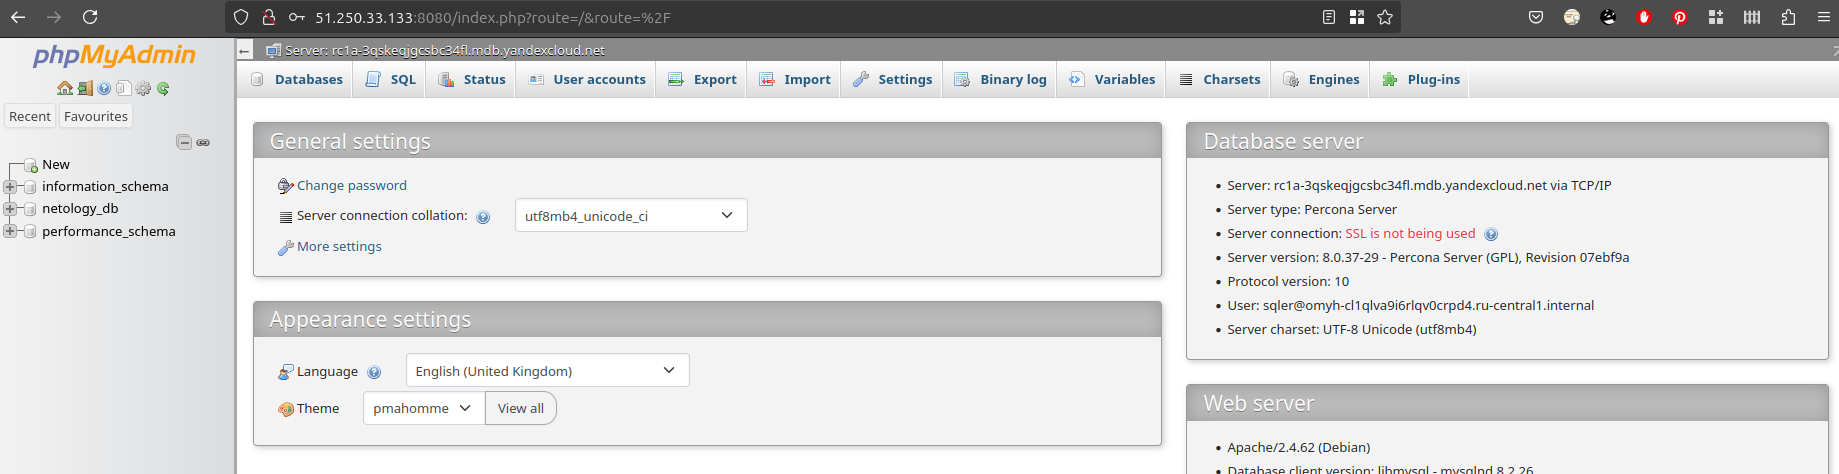 51.250.33.133:8080/index.php?route=/&route=%2F
phpMyAdmin
Recent Favourites
New
information_schema
netology_db
performance_schema
Server: rc1a-3qskeqjgcsbc34fl.mdb.yandexcloud.net
Databases SQL Status User accounts Export Import Settings Binary log Variables Charsets Engines Plug-ins
General settings
Change password
Server connection collation: utf8mb4_unicode_ci
More settings
Appearance settings
Language English (United Kingdom)
Theme pmahomme View all
Database server
Server: rc1a-3qskeqjgcsbc34fl.mdb.yandexcloud.net via TCP/IP
Server type: Percona Server
Server connection: SSL is not being used
Server version: 8.0.37-29 - Percona Server (GPL), Revision 07ebf9a
Protocol version: 10
User: sqler@omyh-cl1qlva9i6rlqv0crpd4.ru-central1.internal
Server charset: UTF-8 Unicode (utf8mb4)
Web server
Apache/2.4.62 (Debian)
Database client version: libmysql - mysqlnd 8.2.26